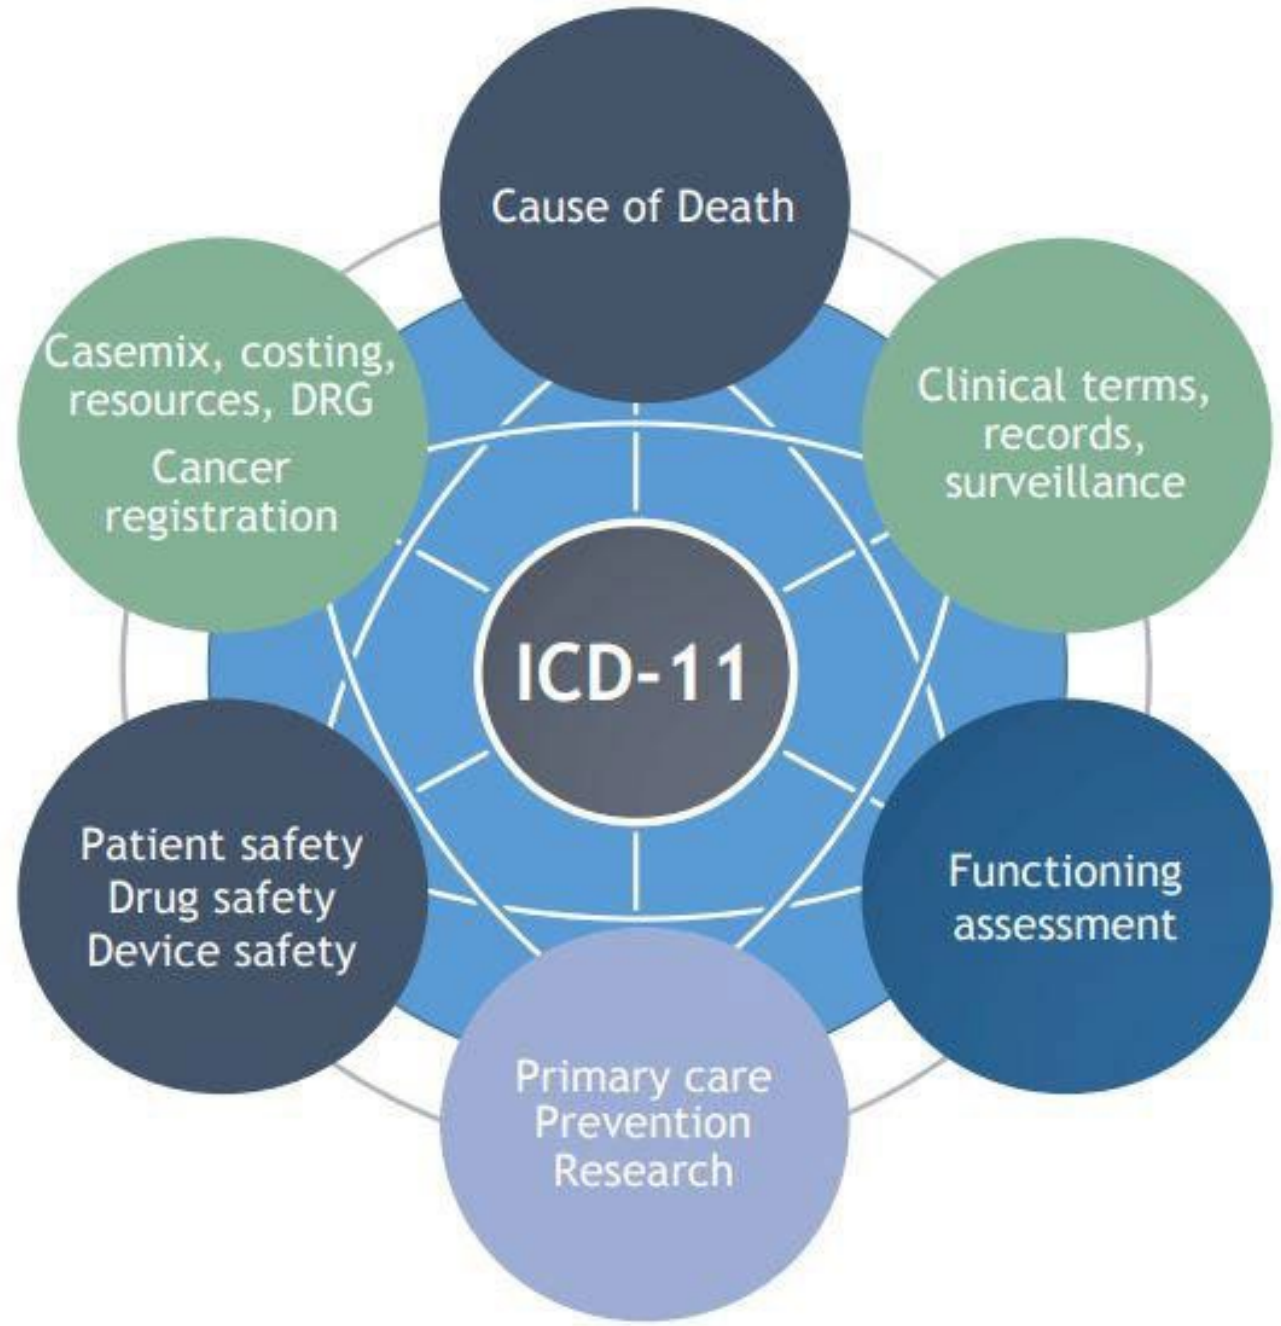 Cause of Death
Clinical terms,
records,
surveillance
Functioning
assessment
Primary care
Prevention
Research
Patient safety
Drug safety
Device safety
Casemix, costing,
resources, DRG
Cancer
registration
ICD-11